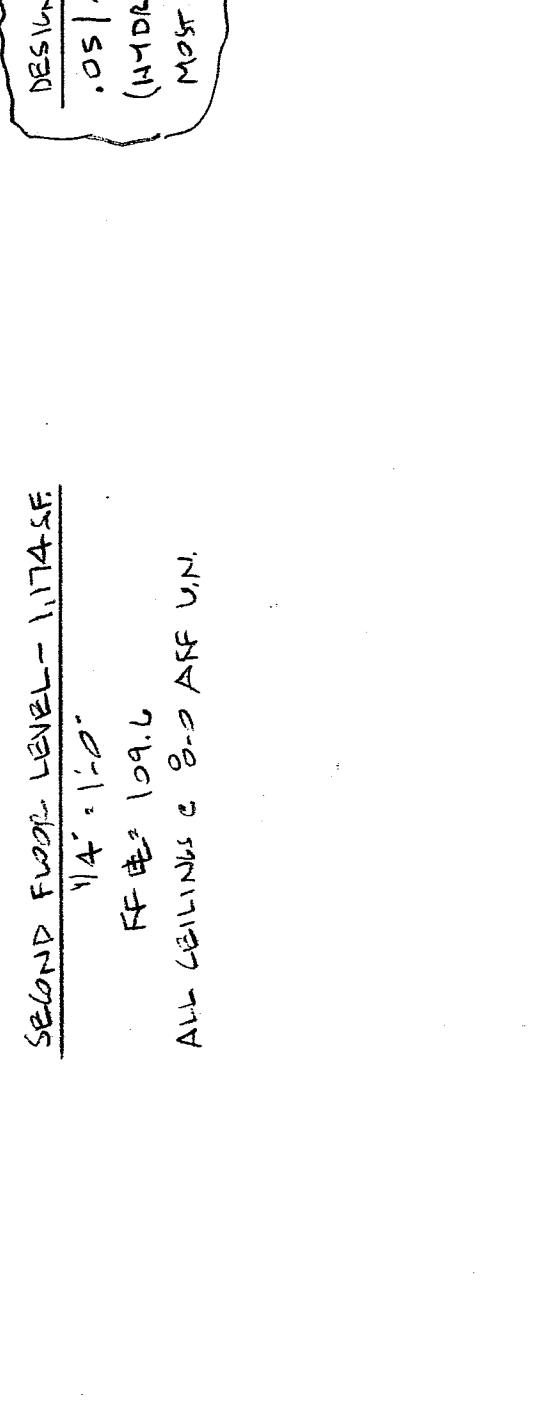 SECOND FLOOR LEVEL - 1,174 S.F.
1/4" = 1'-0"
FF EL= 109.6
ALL CEILINGS @ 8-0 AFF U.N.
DESIGN
.05/.
(HYDR
MOST